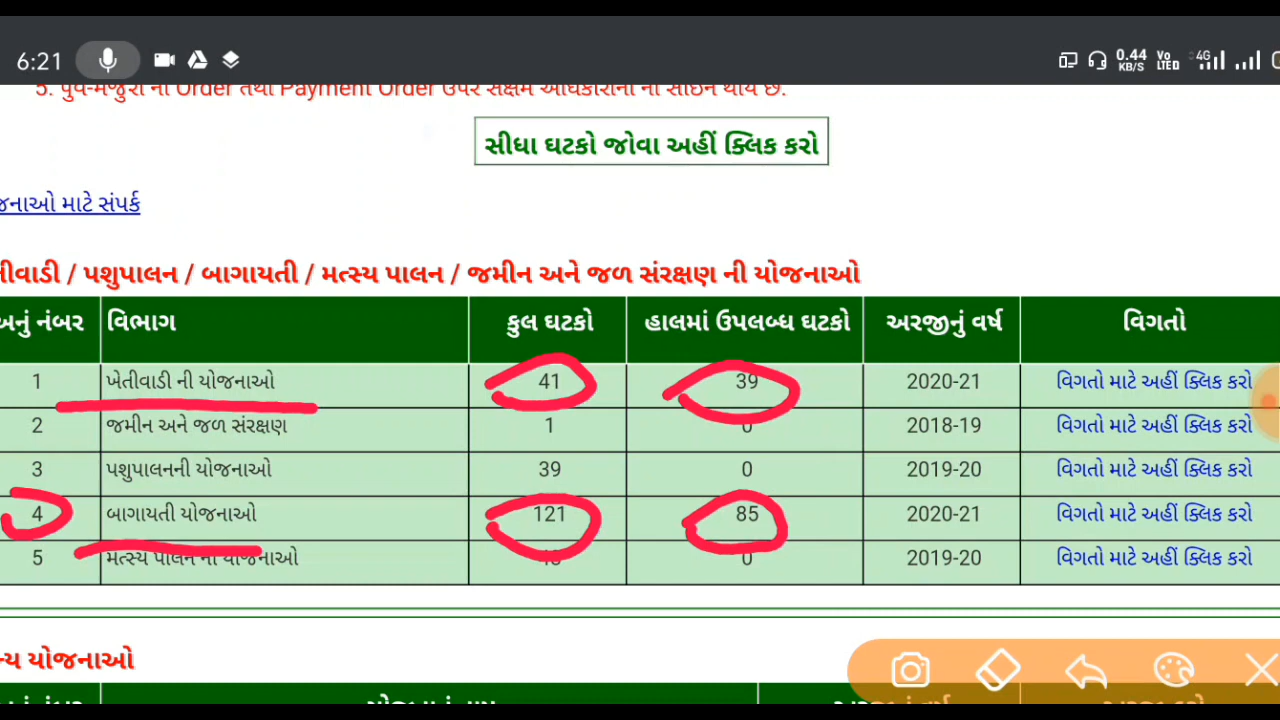 6:21 0.44 KB/S Vo LTED 4G
5. પુર્વ-મંજુરી ના Order તથા Payment Order ઉપર સક્ષમ
સીધા ઘટકો જોવા અહીં ક્લિક કરો
જનાઓ માટે સંપર્ક
તીવાડી / પશુપાલન / બાગાયતી / મત્સ્ય પાલન / જમીન અને જળ સંરક્ષણ ની યોજનાઓ
અનું નંબર વિભાગ કુલ ઘટકો હાલમાં ઉપલબ્ધ ઘટકો અરજીનું વર્ષ વિગતો
1 ખેતીવાડી ની યોજનાઓ 41 39 2020-21 વિગતો માટે અહીં ક્લિક કરો
2 જમીન અને જળ સંરક્ષણ 1 0 2018-19 વિગતો માટે અહીં ક્લિક કરો
3 પશુપાલનની યોજનાઓ 39 0 2019-20 વિગતો માટે અહીં ક્લિક કરો
4 બાગાયતી યોજનાઓ 121 85 2020-21 વિગતો માટે અહીં ક્લિક કરો
5 મત્સ્ય પાલન ની યોજનાઓ 0 2019-20 વિગતો માટે અહીં ક્લિક કરો
ન્ય યોજનાઓ